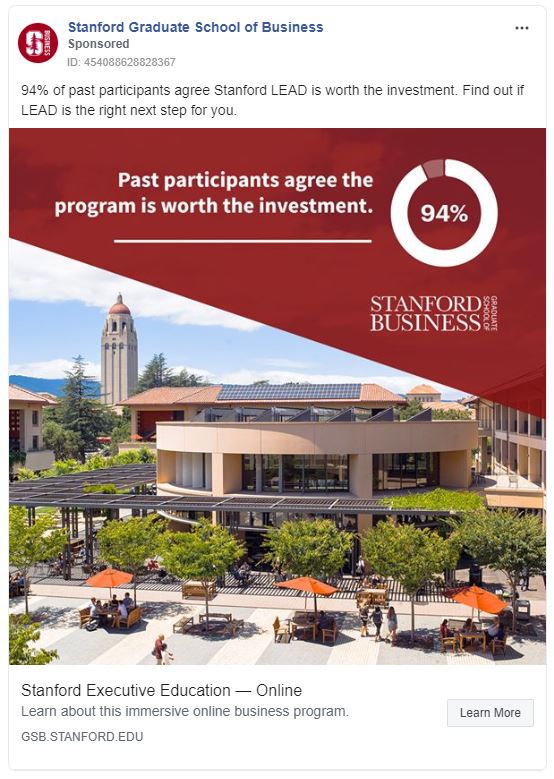 Stanford Graduate School of Business
Sponsored
ID: 454088628828367
94% of past participants agree Stanford LEAD is worth the investment. Find out if
LEAD is the right next step for you.
Past participants agree the
program is worth the investment.
94%
STANFORD
BUSINESS
GRADUATE
SCHOOL OF
Stanford Executive Education — Online
Learn about this immersive online business program.
Learn More
GSB.STANFORD.EDU